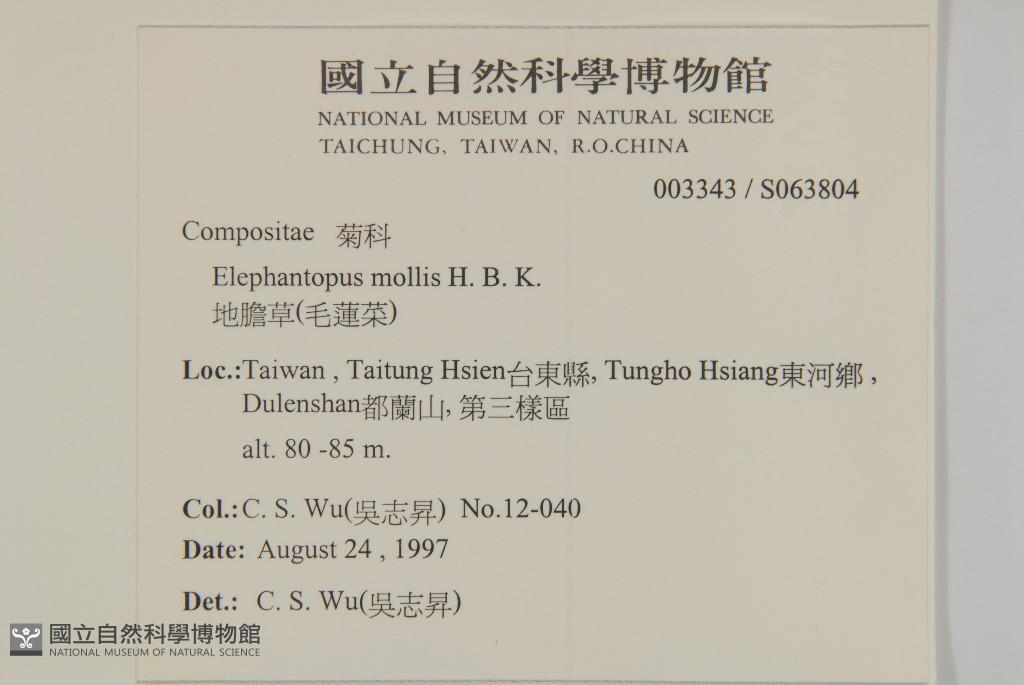 國立自然科學博物館
NATIONAL MUSEUM OF NATURAL SCIENCE
TAICHUNG, TAIWAN, R.O.CHINA
003343 / S063804
Compositae 菊科
Elephantopus mollis H. B. K.
地膽草(毛蓮菜)
Loc.:Taiwan , Taitung Hsien台東縣, Tungho Hsiang東河鄉 ,
Dulenshan都蘭山, 第三樣區
alt. 80 -85 m.
Col.:C. S. Wu(吳志昇) No.12-040
Date: August 24 , 1997
Det.: C. S. Wu(吳志昇)
國立自然科學博物館
NATIONAL MUSEUM OF NATURAL SCIENCE